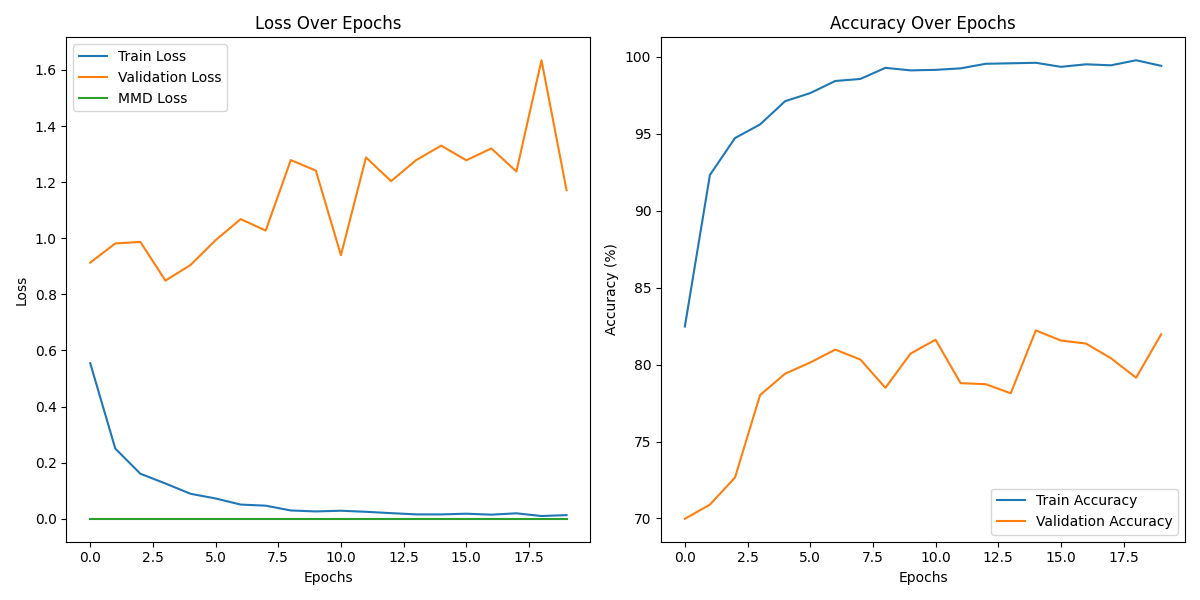 Loss Over Epochs
Train Loss
Validation Loss
MMD Loss
1.6
1.4
1.2
1.0
0.8
0.6
0.4
0.2
0.0
Loss
0.0 2.5 5.0 7.5 10.0 12.5 15.0 17.5
Epochs
Accuracy Over Epochs
100
95
90
85
80
75
70
Accuracy (%)
Train Accuracy
Validation Accuracy
0.0 2.5 5.0 7.5 10.0 12.5 15.0 17.5
Epochs